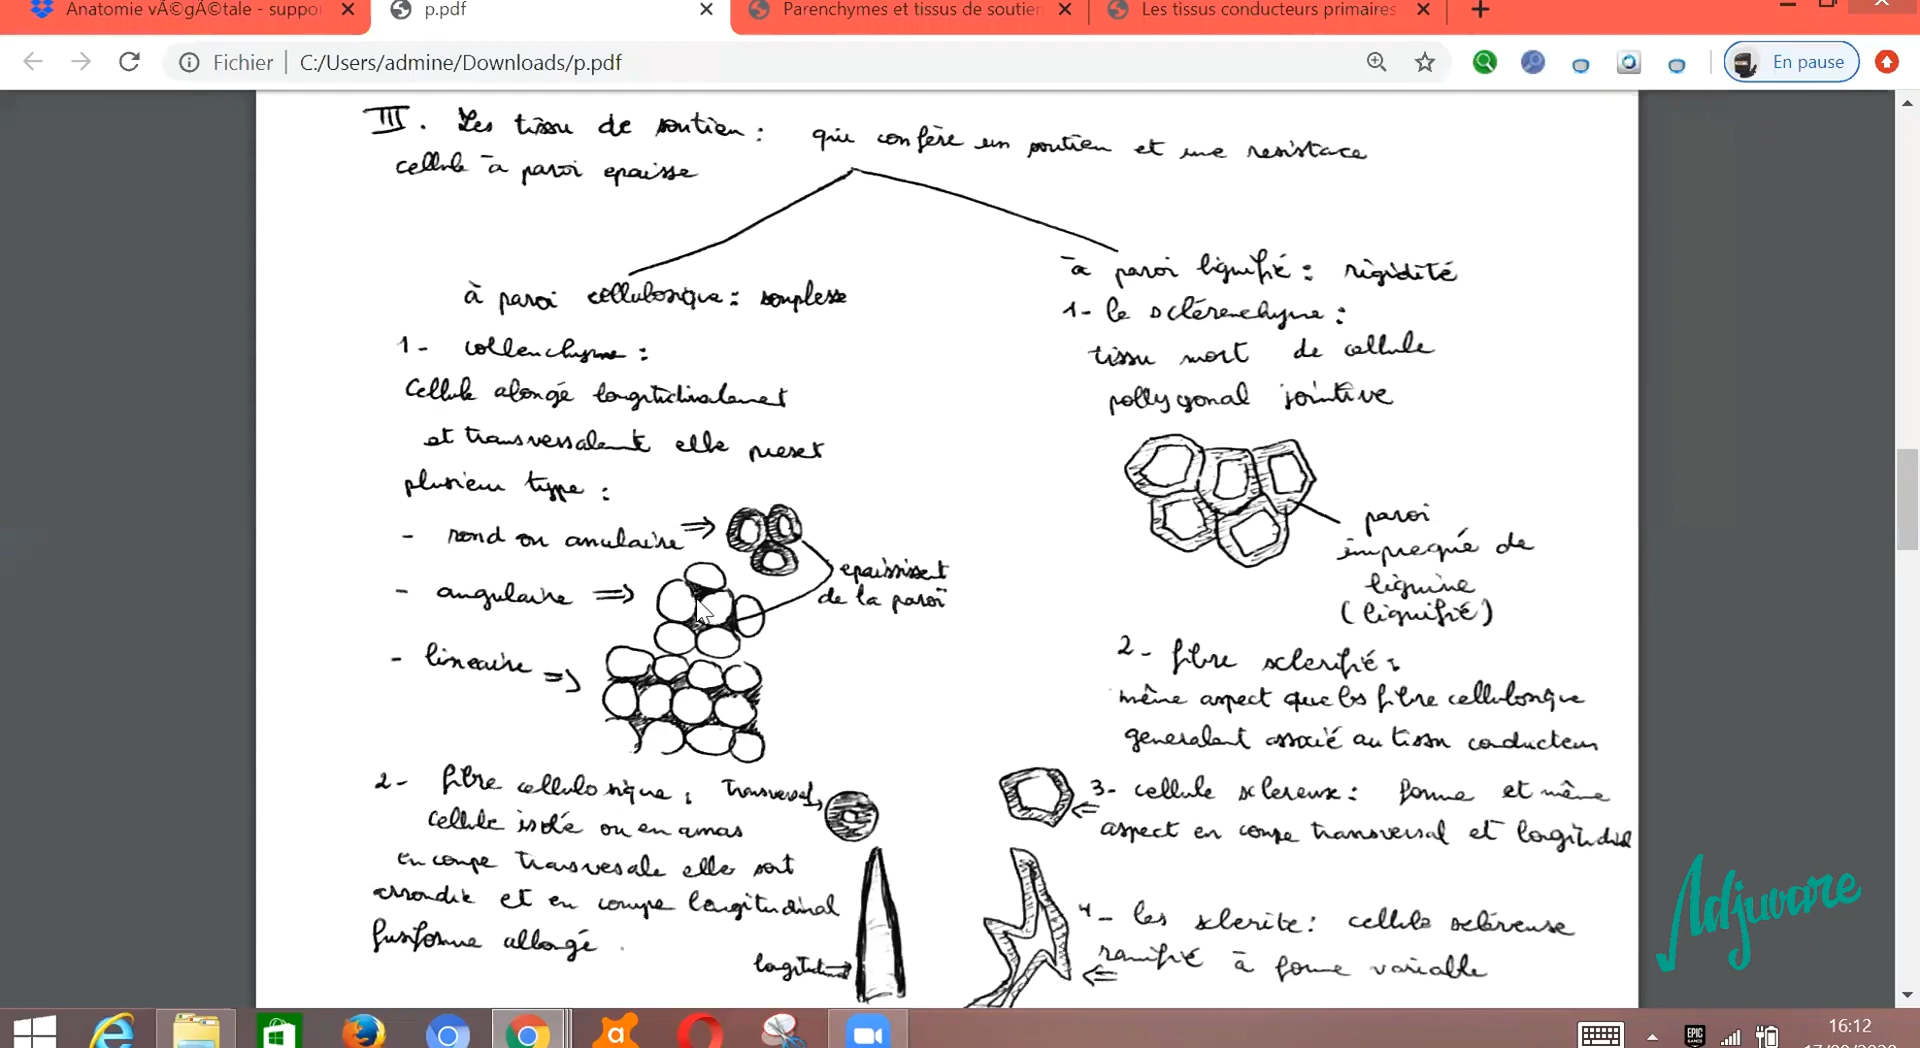 Anatomie vÃ©gÃ©tale - suppo
p.pdf
Parenchymes et tissus de soutien
Les tissus conducteurs primaires
Fichier
C:/Users/admine/Downloads/p.pdf
En pause
III. Les tissu de soutien : qui confère un soutien et une resistace
cellule à paroi epaisse
à paroi cellulosique : souplesse
1- collenchyme :
Cellule alongé longitudinalement
et transversalement elle preset
plusieur type :
- rond ou anulaire ⇒
- angulaire ⇒
- lineaire ⇒
epaississet
de la paroi
2- fibre cellulosique : transversal
cellule isolé ou en amas
en coupe transversale elle sont
arrondie et en coupe longitudinal
fusiforme allongé.
longitudinal
à paroi lignifié : rigidité
1- le sclérenchyme :
tissu mort de cellule
pollygonal jointive
paroi
impregné de
lignine
(lignifié)
2- fibre sclerifié :
même aspect que les fibre cellulosique
generalent associé au tissu conducteur
3- cellule sclereux : forme et même
aspect en coupe transversal et longitudinal
4- les sclerite : cellule scléreuse
ramifié à forme variable
Adjuvare
16:12